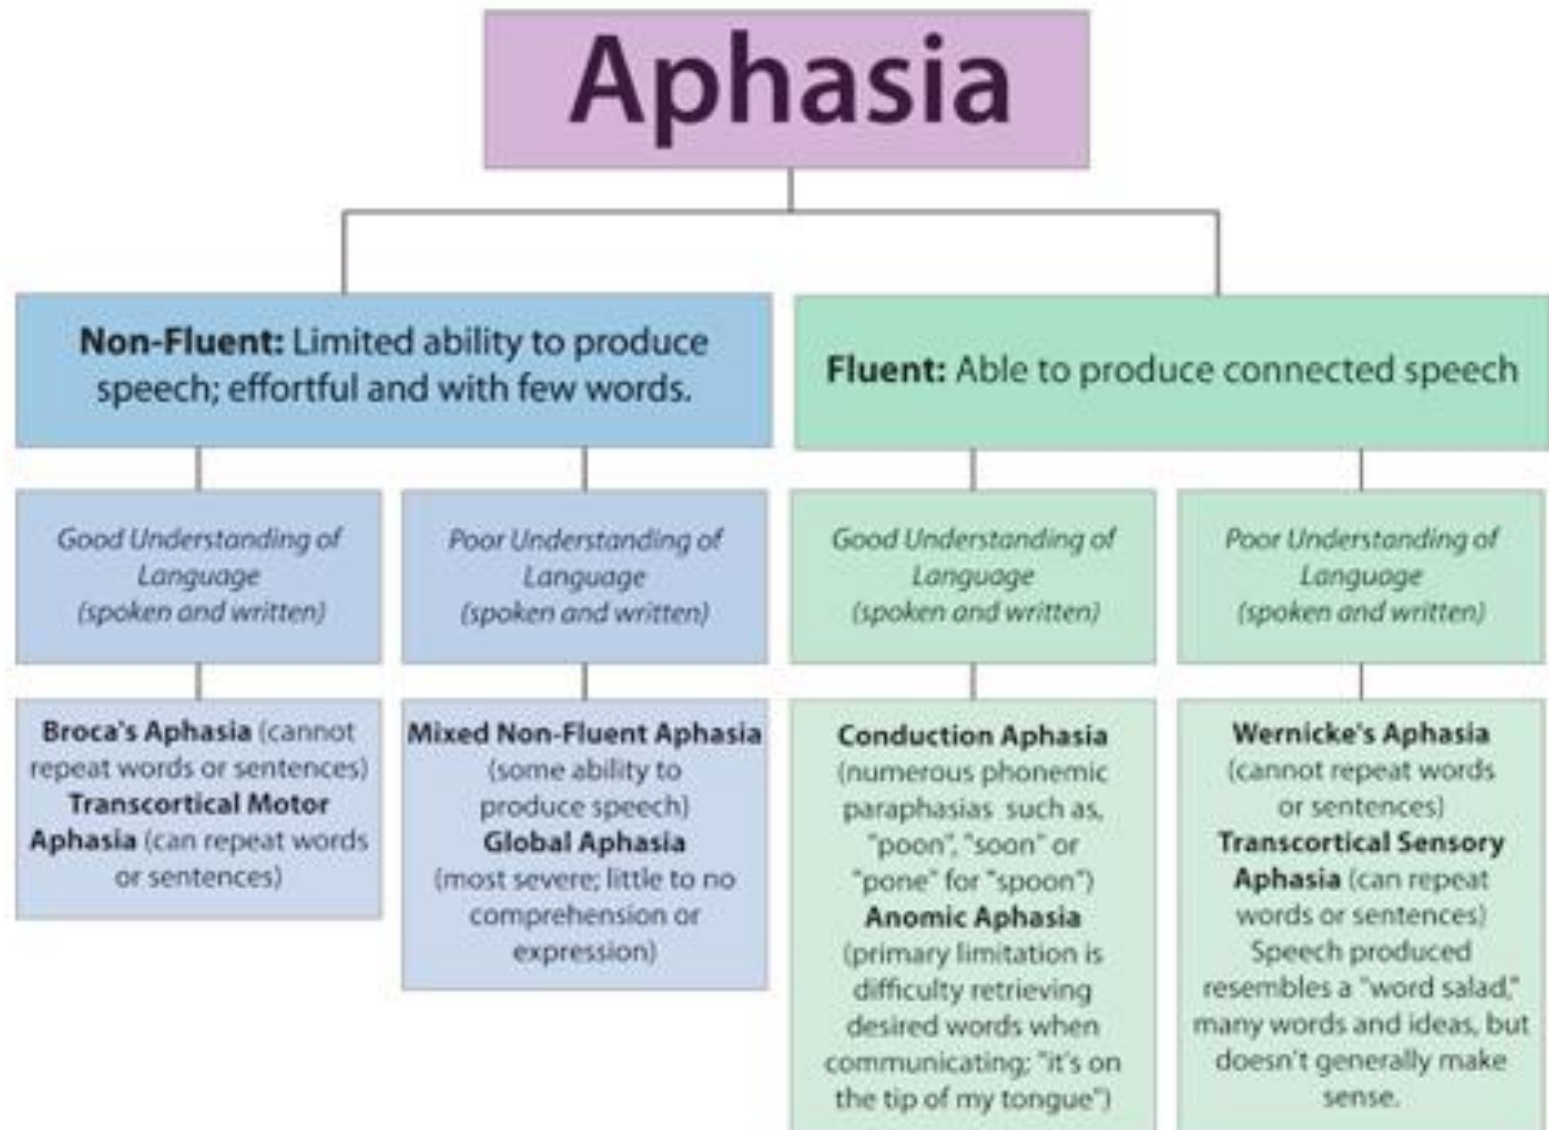 Aphasia
Non-Fluent: Limited ability to produce
speech; effortful and with few words.
Fluent: Able to produce connected speech
Good Understanding of
Language
(spoken and written)
Poor Understanding of
Language
(spoken and written)
Good Understanding of
Language
(spoken and written)
Poor Understanding of
Language
(spoken and written)
Broca's Aphasia (cannot
repeat words or sentences)
Transcortical Motor
Aphasia (can repeat words
or sentences)
Mixed Non-Fluent Aphasia
(some ability to
produce speech)
Global Aphasia
(most severe; little to no
comprehension or
expression)
Conduction Aphasia
(numerous phonemic
paraphasias such as,
"poon", "soon" or
"pone" for "spoon")
Anomic Aphasia
(primary limitation is
difficulty retrieving
desired words when
communicating; "it's on
the tip of my tongue")
Wernicke's Aphasia
(cannot repeat words
or sentences)
Transcortical Sensory
Aphasia (can repeat
words or sentences)
Speech produced
resembles a "word salad,"
many words and ideas, but
doesn't generally make
sense.